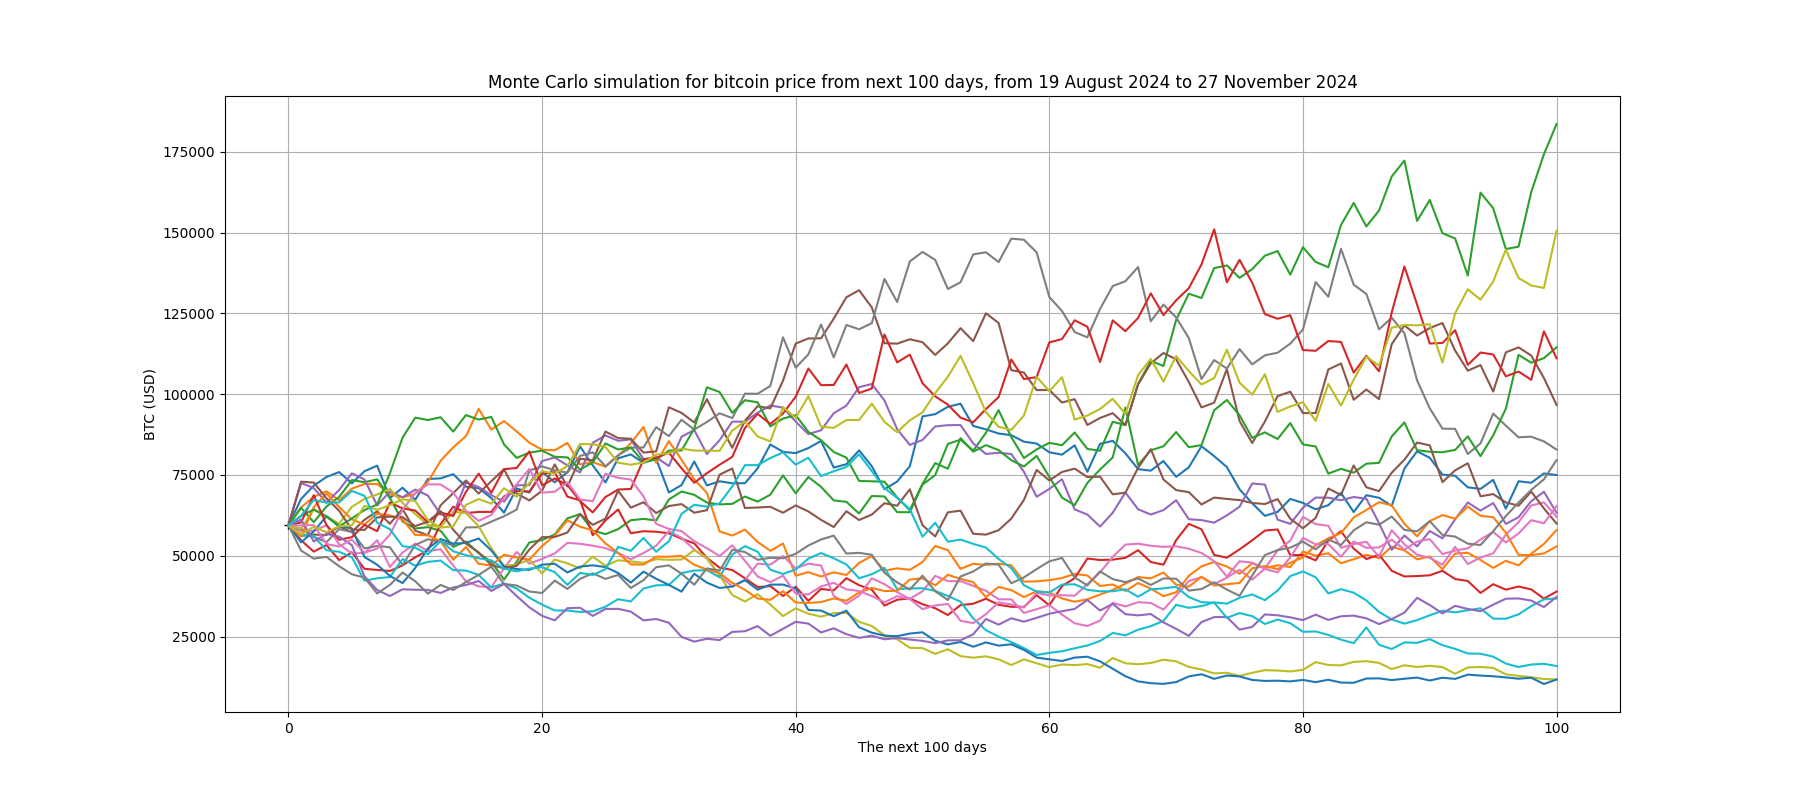 Monte Carlo simulation for bitcoin price from next 100 days, from 19 August 2024 to 27 November 2024
175000
150000
125000
100000
75000
50000
25000
BTC (USD)
0 20 40 60 80 100
The next 100 days